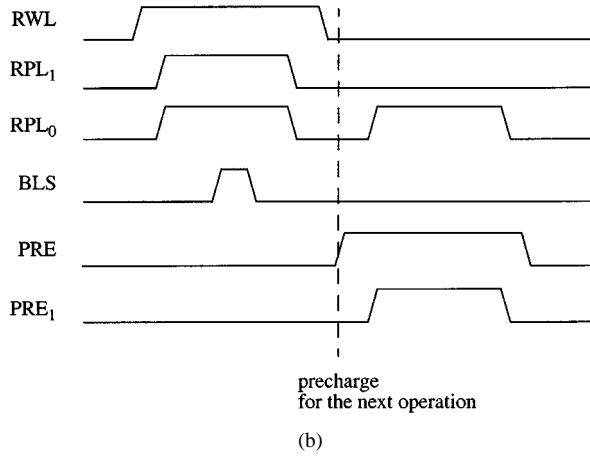 RWL
RPL₁
RPL₀
BLS
PRE
PRE₁
precharge
for the next operation
(b)